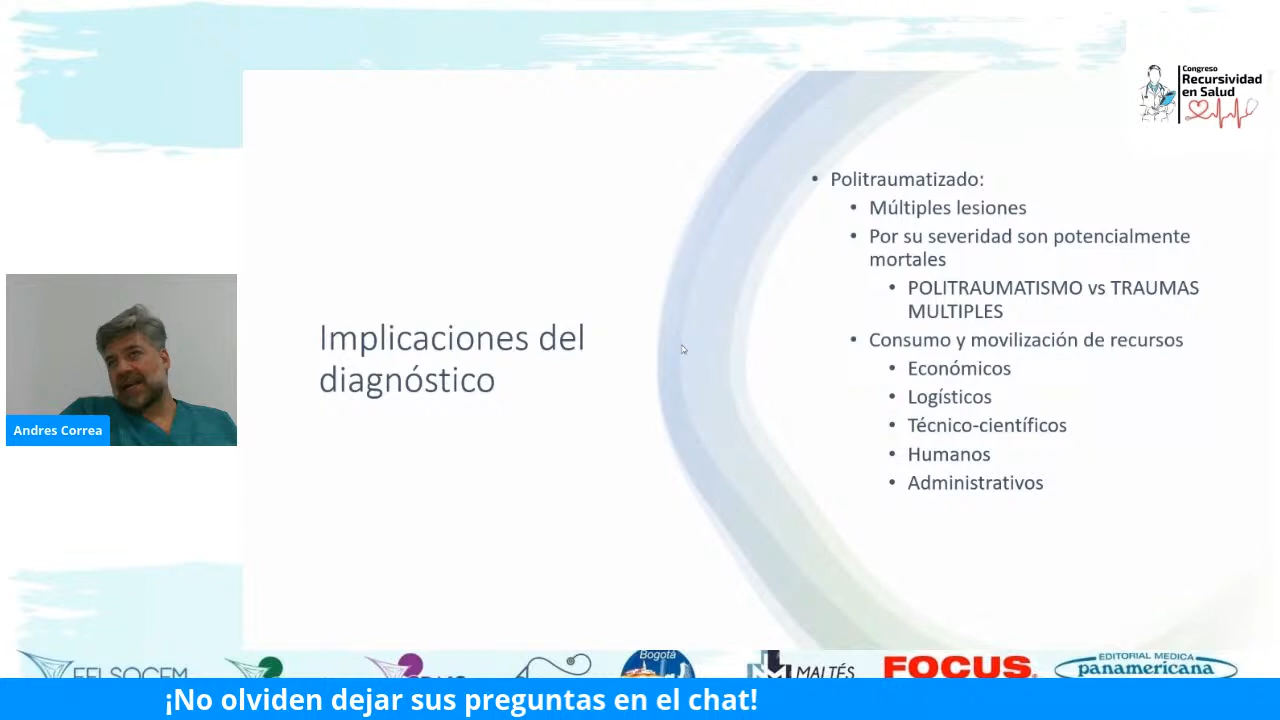 Congreso
Recursividad
en Salud
Politraumatizado:
Múltiples lesiones
Por su severidad son potencialmente
mortales
POLITRAUMATISMO vs TRAUMAS
MULTIPLES
Consumo y movilización de recursos
Económicos
Logísticos
Técnico-científicos
Humanos
Administrativos
Implicaciones del
diagnóstico
Andres Correa
Bogotá
MALTÉS
FOCUS
EDITORIAL MEDICA
panamericana
¡No olviden dejar sus preguntas en el chat!